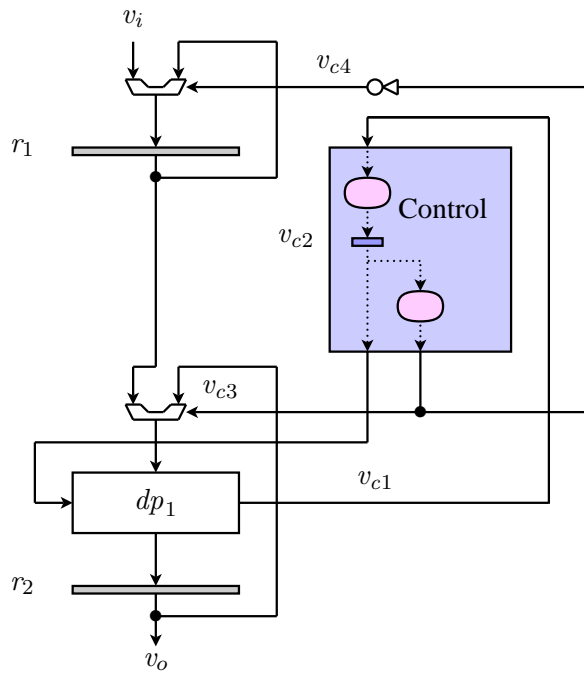 v_i
v_{c4}
r_1
Control
v_{c2}
v_{c3}
v_{c1}
dp_1
r_2
v_o